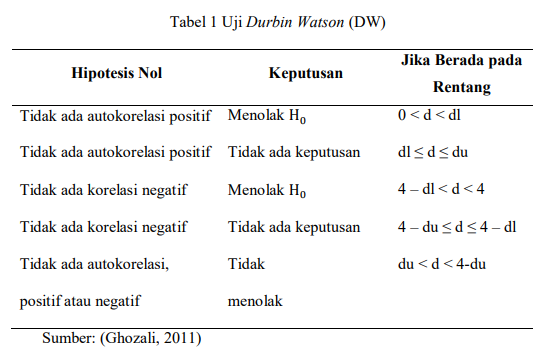 Tabel 1 Uji Durbin Watson (DW)
Hipotesis Nol Keputusan Jika Berada pada Rentang
Tidak ada autokorelasi positif Menolak H₀ 0 < d < dl
Tidak ada autokorelasi positif Tidak ada keputusan dl ≤ d ≤ du
Tidak ada korelasi negatif Menolak H₀ 4 – dl < d < 4
Tidak ada korelasi negatif Tidak ada keputusan 4 – du ≤ d ≤ 4 – dl
Tidak ada autokorelasi, Tidak du < d < 4-du
positif atau negatif menolak
Sumber: (Ghozali, 2011)